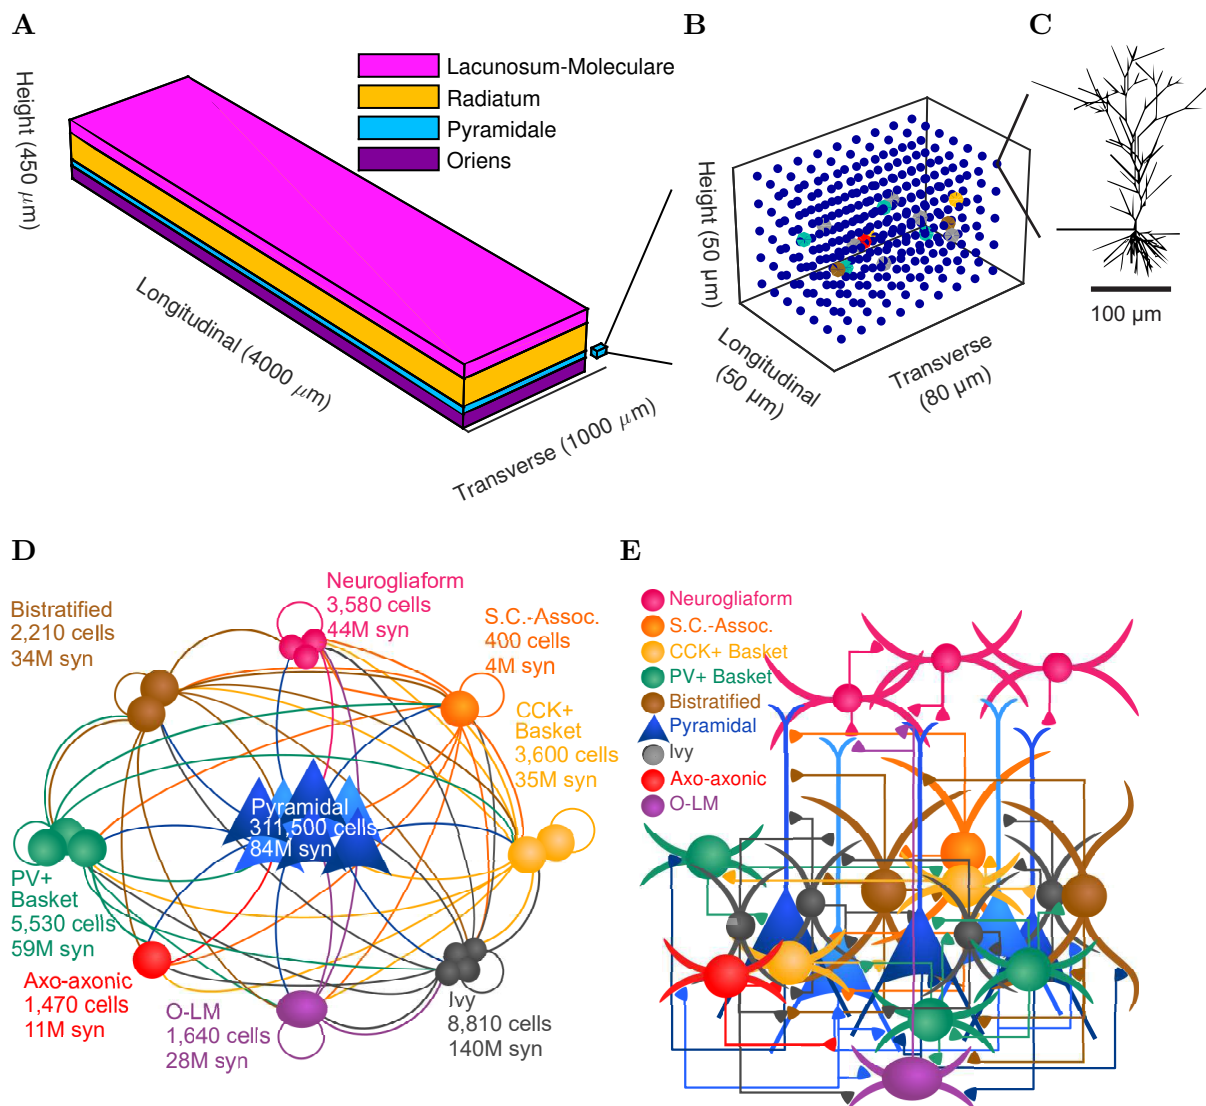 A
Height (450 μm)
Longitudinal (4000 μm)
Transverse (1000 μm)
Lacunosum-Moleculare
Radiatum
Pyramidale
Oriens
B
Height (50 μm)
Longitudinal
(50 μm)
Transverse
(80 μm)
C
100 μm
D
Neurogliaform
3,580 cells
44M syn
Bistratified
2,210 cells
34M syn
S.C.-Assoc.
400 cells
4M syn
CCK+
Basket
3,600 cells
35M syn
Pyramidal
311,500 cells
84M syn
PV+
Basket
5,530 cells
59M syn
Axo-axonic
1,470 cells
11M syn
O-LM
1,640 cells
28M syn
Ivy
8,810 cells
140M syn
E
Neurogliaform
S.C.-Assoc.
CCK+ Basket
PV+ Basket
Bistratified
Pyramidal
Ivy
Axo-axonic
O-LM